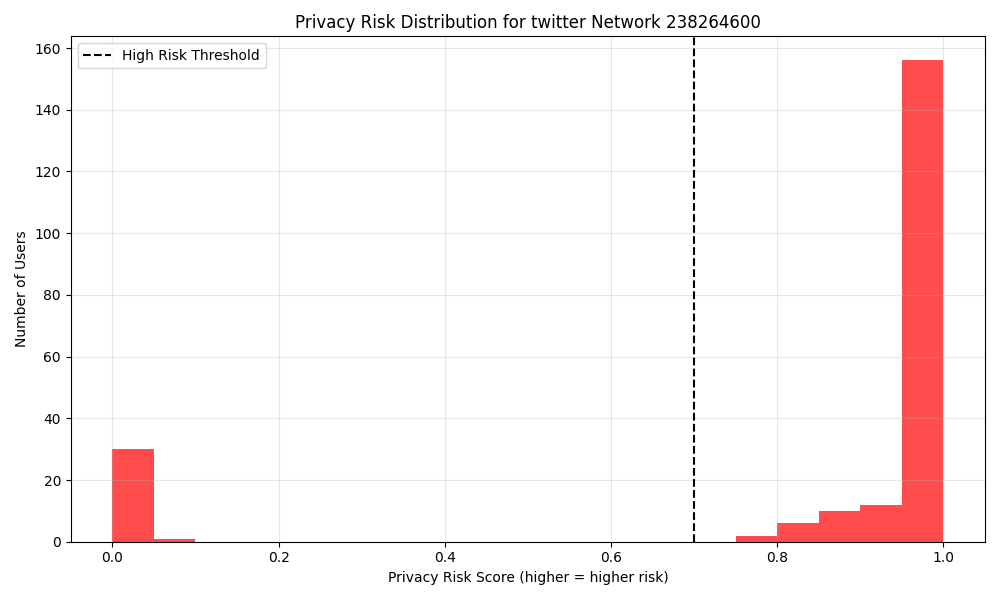 Privacy Risk Distribution for twitter Network 238264600
High Risk Threshold
160
140
120
100
80
60
40
20
0
Number of Users
0.0 0.2 0.4 0.6 0.8 1.0
Privacy Risk Score (higher = higher risk)